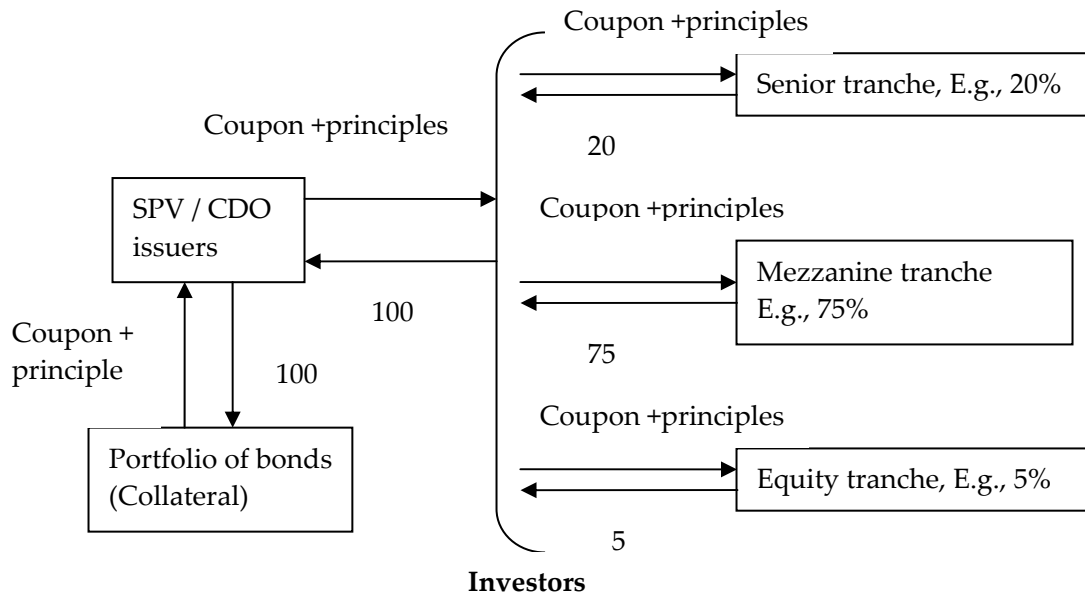 Coupon +principles
Senior tranche, E.g., 20%
Coupon +principles
20
SPV / CDO
issuers
Coupon +principles
Mezzanine tranche
E.g., 75%
100
Coupon +
principle
75
100
Coupon +principles
Portfolio of bonds
(Collateral)
Equity tranche, E.g., 5%
5
Investors